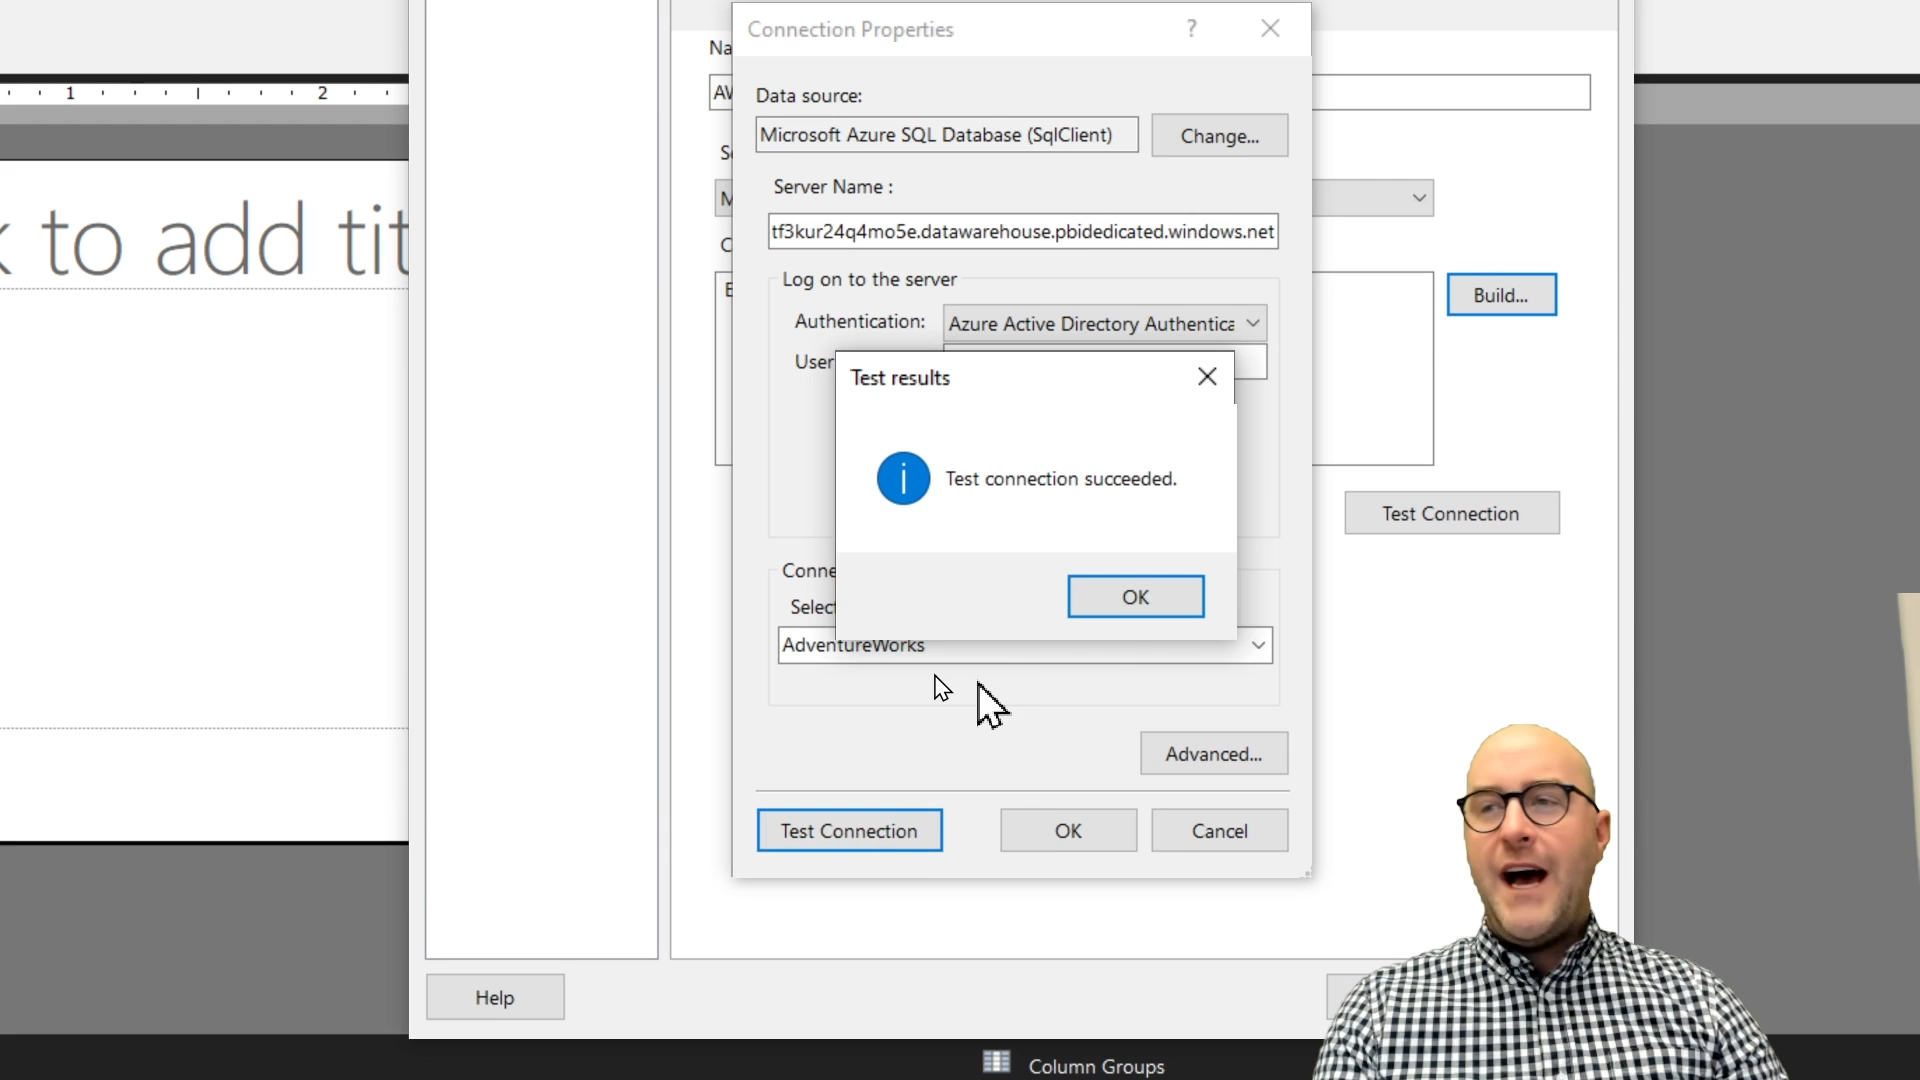 Connection Properties
?
Na
1
2
AW
Data source:
Microsoft Azure SQL Database (SqlClient)
Change...
Server Name :
tf3kur24q4mo5e.datawarehouse.pbidedicated.windows.net
k to add tit
Log on to the server
Build...
Authentication:
Azure Active Directory Authentica
User
Test results
Test connection succeeded.
Test Connection
OK
Conne
Select
AdventureWorks
Advanced...
Test Connection
OK
Cancel
Help
Column Groups